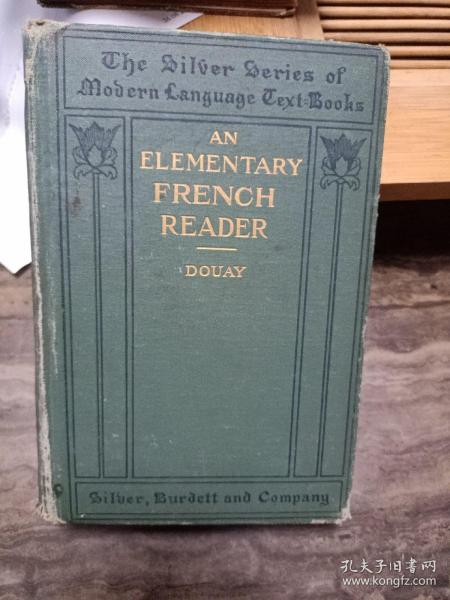 The Silver Series of
Modern Language Text-Books
AN
ELEMENTARY
FRENCH
READER
DOUAY
Silver, Burdett and Company
孔夫子旧书网
www.kongfz.com